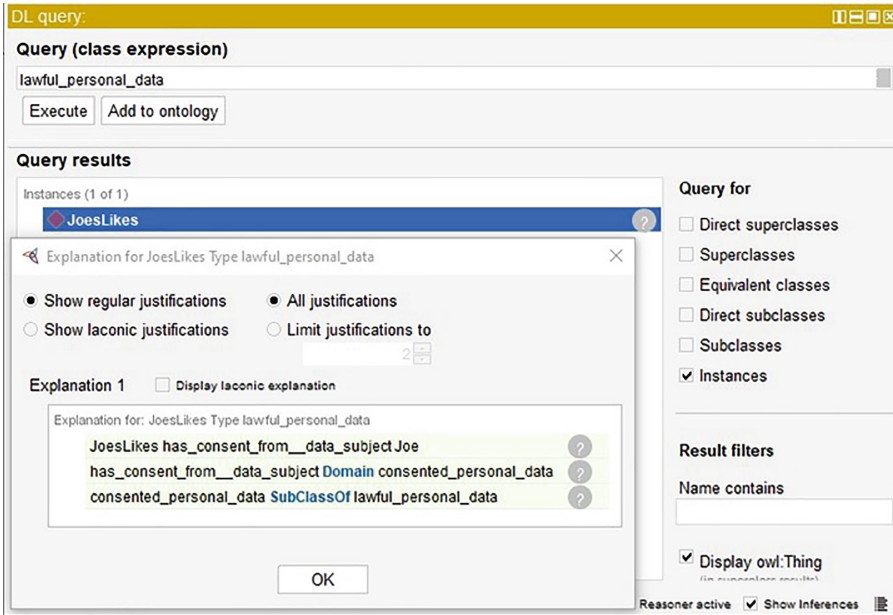 DL query:
Query (class expression)
lawful_personal_data
Execute Add to ontology
Query results
Instances (1 of 1)
JoesLikes ?
Explanation for JoesLikes Type lawful_personal_data
Show regular justifications
All justifications
Show laconic justifications
Limit justifications to
2
Explanation 1 Display laconic explanation
Explanation for: JoesLikes Type lawful_personal_data
JoesLikes has_consent_from__data_subject Joe ?
has_consent_from__data_subject Domain consented_personal_data ?
consented_personal_data SubClassOf lawful_personal_data ?
OK
Query for
Direct superclasses
Superclasses
Equivalent classes
Direct subclasses
Subclasses
Instances
Result filters
Name contains
Display owl:Thing
(in superclass results)
Reasoner active Show Inferences